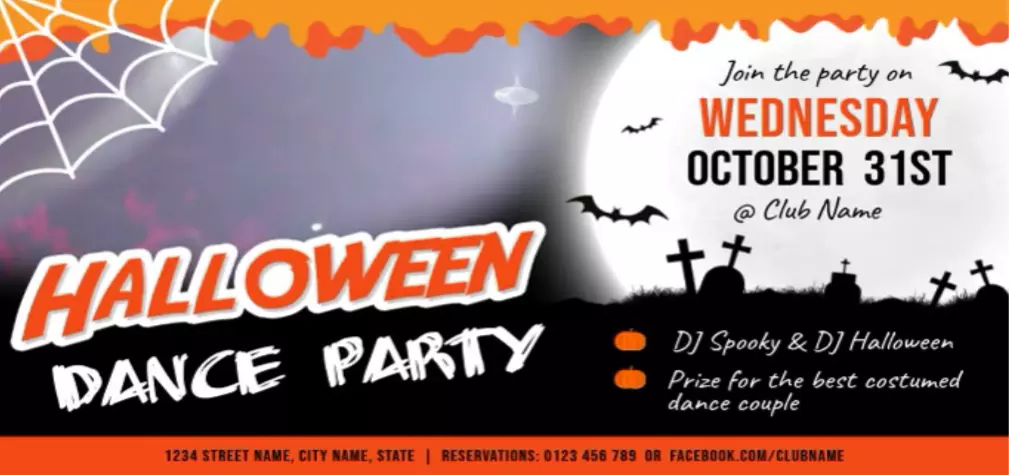 Join the party on
WEDNESDAY
OCTOBER 31ST
@ Club Name
HALLOWEEN
DANCE PARTY
DJ Spooky & DJ Halloween
Prize for the best costumed
dance couple
1234 STREET NAME, CITY NAME, STATE | RESERVATIONS: 0123 456 789 OR FACEBOOK.COM/CLUBNAME